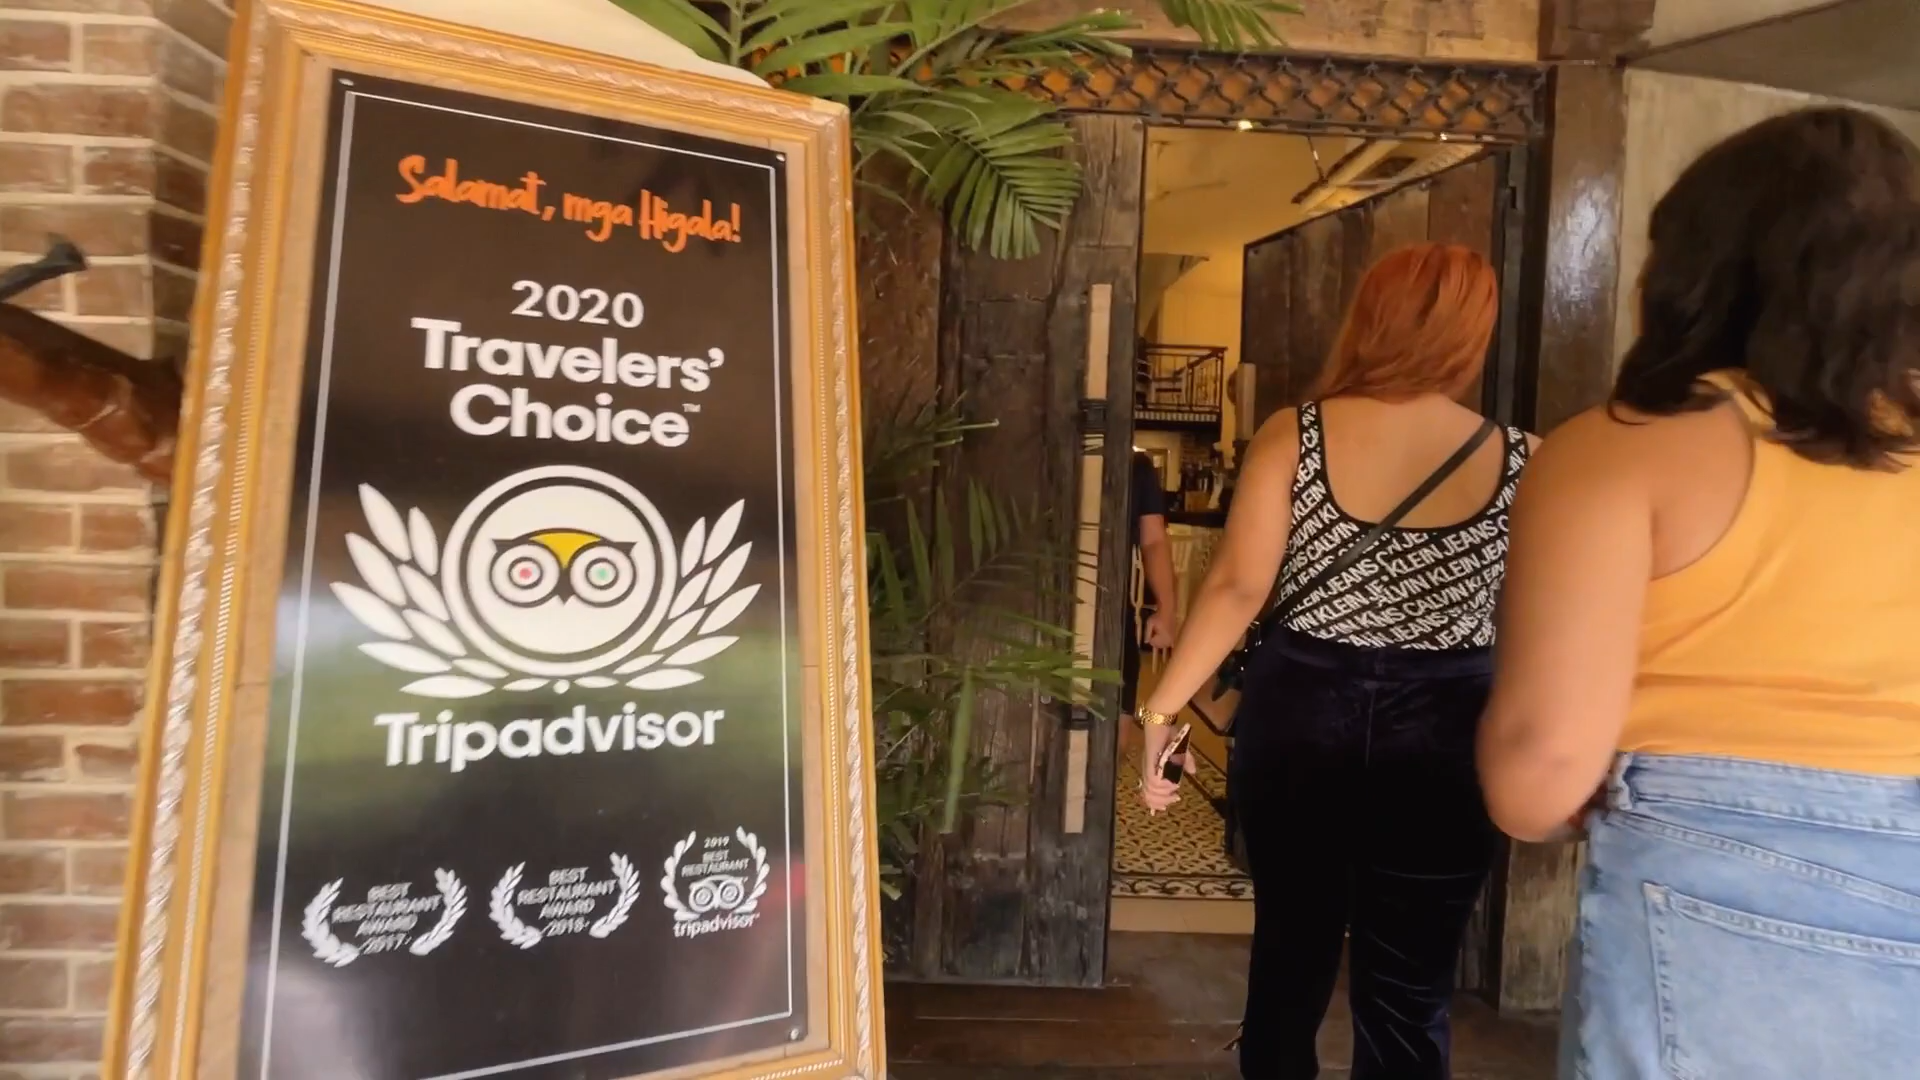 Salamat, mga Higala!
2020
Travelers'
Choice™
Tripadvisor
BEST
RESTAURANT
AWARD
-2017-
BEST
RESTAURANT
AWARD
-2018-
2019
BEST
RESTAURANT
tripadvisor
CALVIN KLEIN JEANS